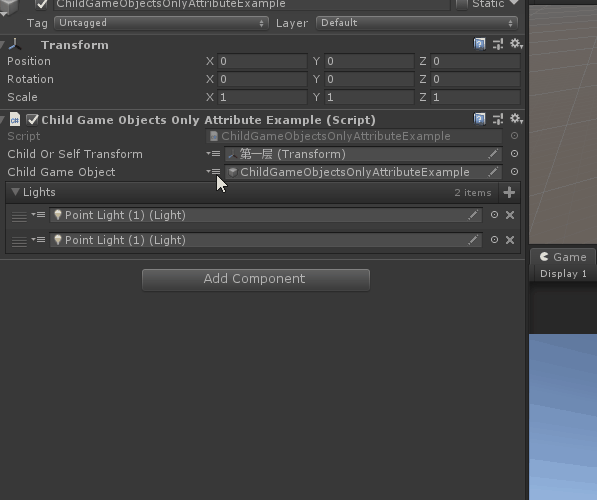 ChildGameObjectsOnlyAttributeExample Static
Tag Untagged Layer Default
Transform
Position X 0 Y 0 Z 0
Rotation X 0 Y 0 Z 0
Scale X 1 Y 1 Z 1
Child Game Objects Only Attribute Example (Script)
Script ChildGameObjectsOnlyAttributeExample
Child Or Self Transform 第一层 (Transform)
Child Game Object ChildGameObjectsOnlyAttributeExample
Lights 2 items
Point Light (1) (Light)
Point Light (1) (Light)
Add Component
Game
Display 1